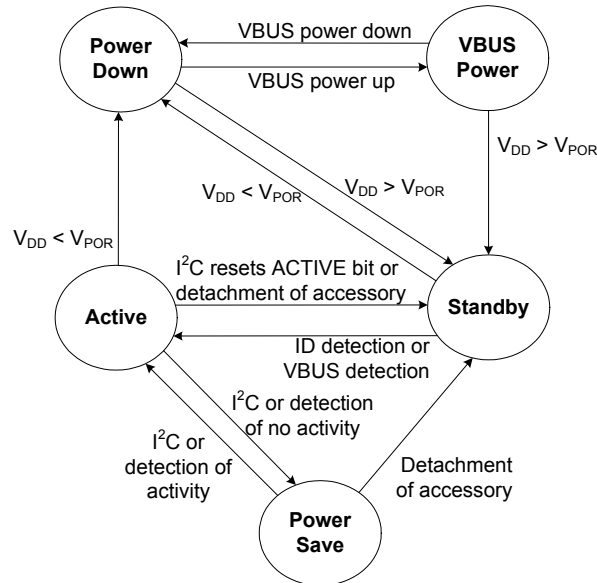 Power
Down
VBUS power down
VBUS power up
VBUS
Power
V_DD < V_POR
V_DD < V_POR
V_DD > V_POR
V_DD > V_POR
Active
I²C resets ACTIVE bit or
detachment of accessory
Standby
ID detection or
VBUS detection
I²C or detection
of no activity
I²C or
detection of
activity
Detachment
of accessory
Power
Save